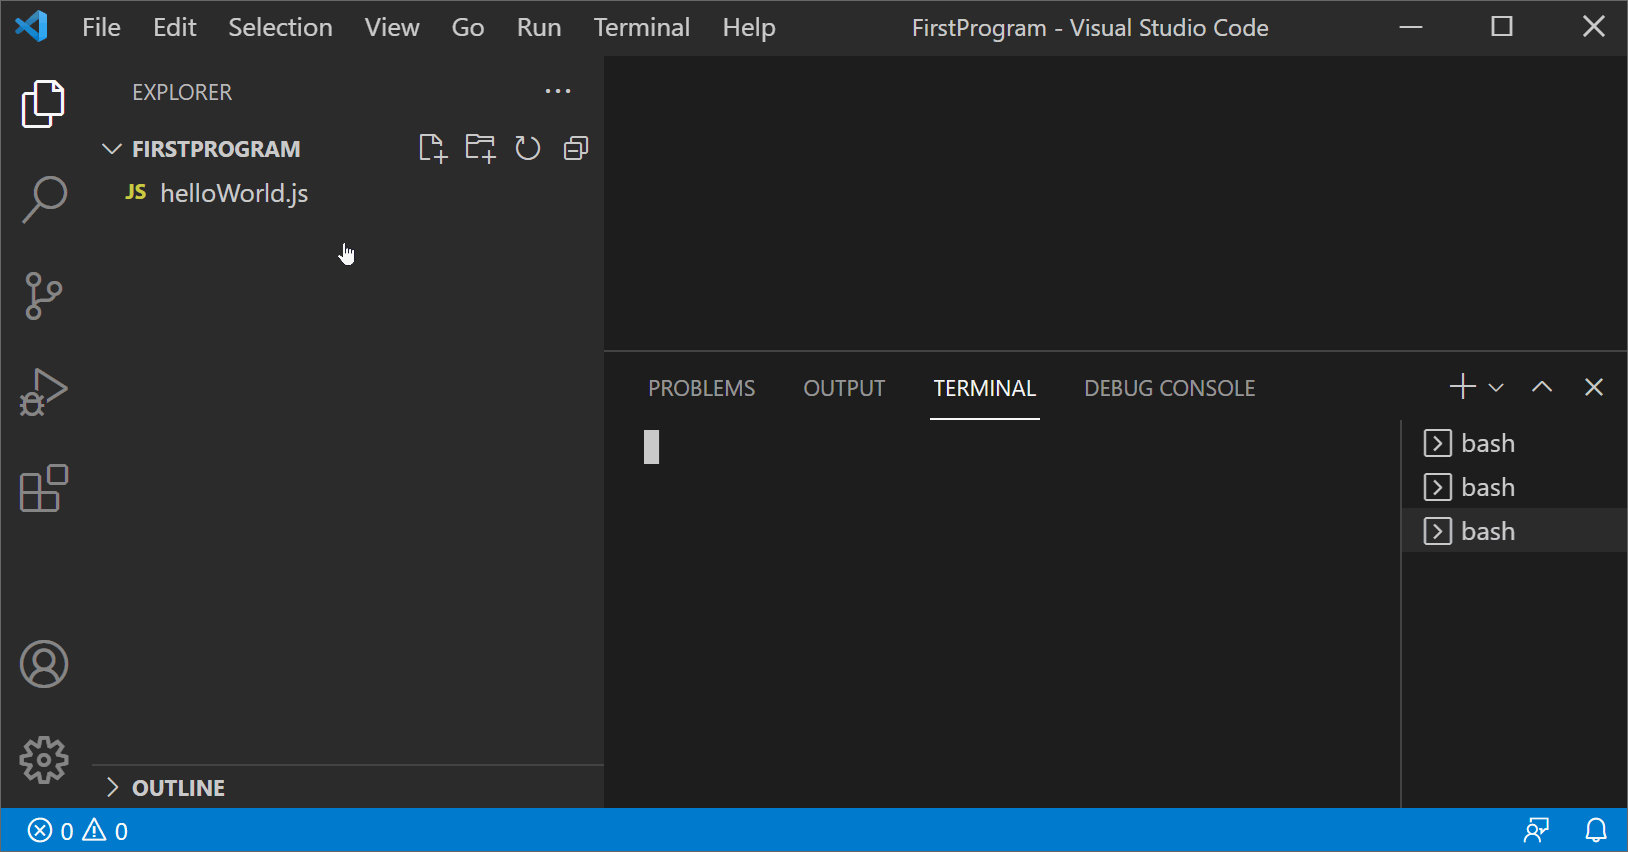 File Edit Selection View Go Run Terminal Help FirstProgram - Visual Studio Code
EXPLORER
FIRSTPROGRAM
JS helloWorld.js
PROBLEMS OUTPUT TERMINAL DEBUG CONSOLE
bash
bash
bash
OUTLINE
0 0